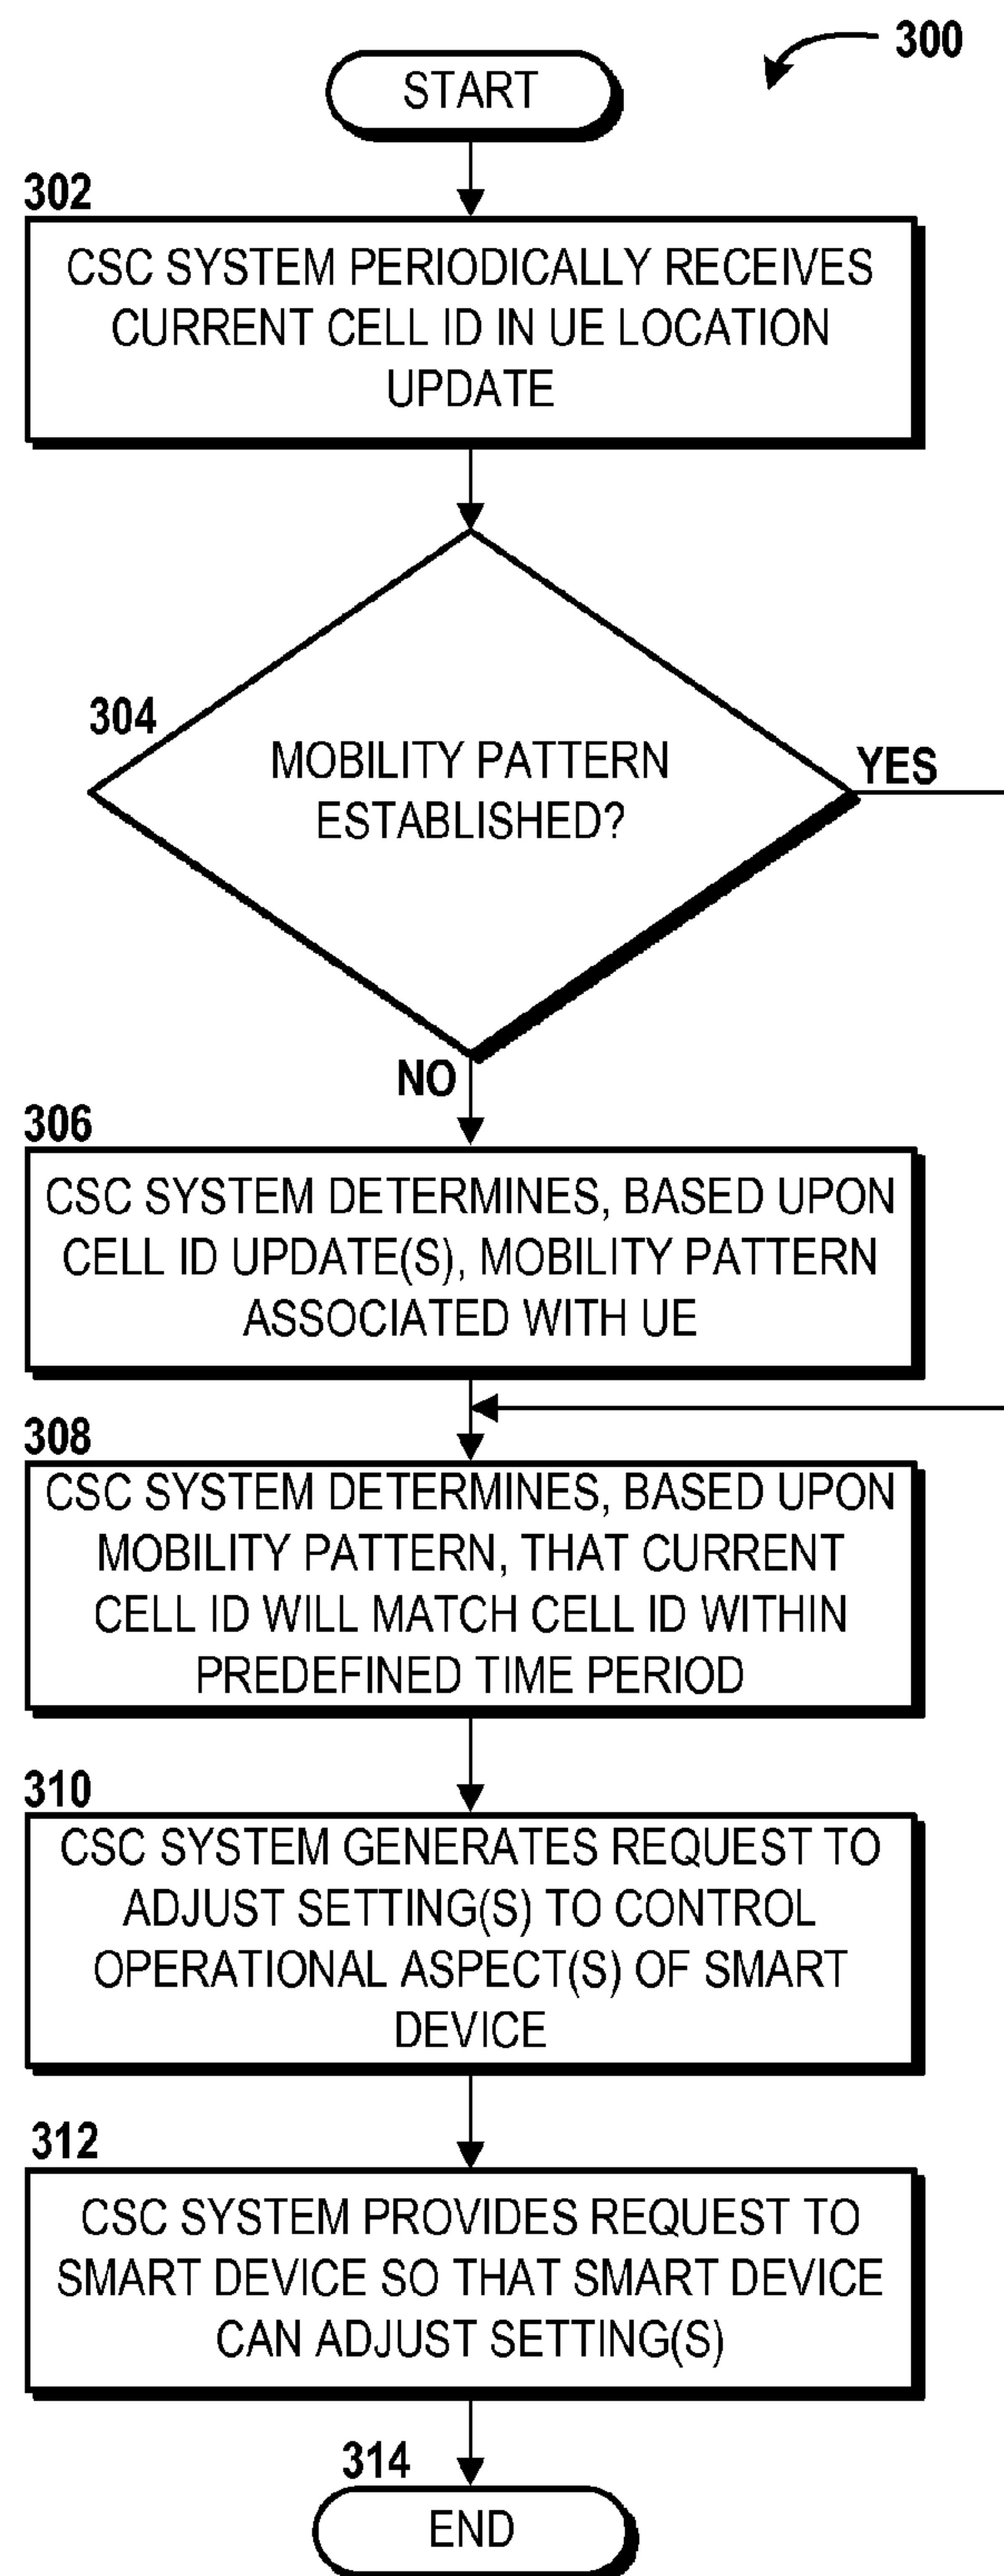 300
START
302
CSC SYSTEM PERIODICALLY RECEIVES
CURRENT CELL ID IN UE LOCATION
UPDATE
304
MOBILITY PATTERN
ESTABLISHED?
YES
NO
306
CSC SYSTEM DETERMINES, BASED UPON
CELL ID UPDATE(S), MOBILITY PATTERN
ASSOCIATED WITH UE
308
CSC SYSTEM DETERMINES, BASED UPON
MOBILITY PATTERN, THAT CURRENT
CELL ID WILL MATCH CELL ID WITHIN
PREDEFINED TIME PERIOD
310
CSC SYSTEM GENERATES REQUEST TO
ADJUST SETTING(S) TO CONTROL
OPERATIONAL ASPECT(S) OF SMART
DEVICE
312
CSC SYSTEM PROVIDES REQUEST TO
SMART DEVICE SO THAT SMART DEVICE
CAN ADJUST SETTING(S)
314
END